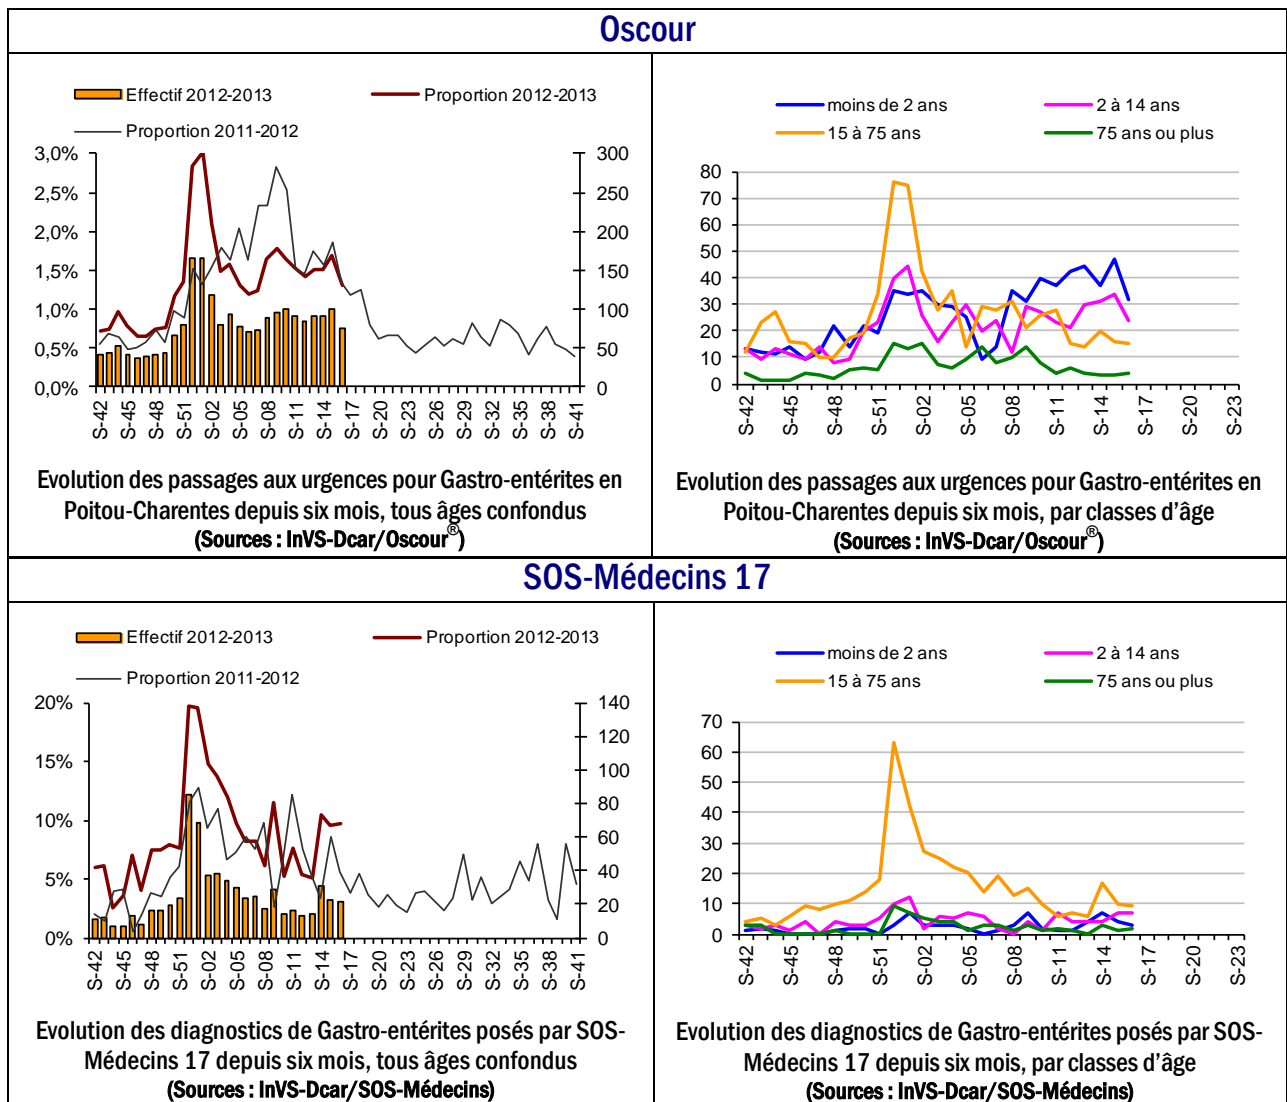 Oscour
Effectif 2012-2013
Proportion 2012-2013
Proportion 2011-2012
3,0%
2,5%
2,0%
1,5%
1,0%
0,5%
0,0%
300
250
200
150
100
50
0
S-42
S-45
S-48
S-51
S-02
S-05
S-08
S-11
S-14
S-17
S-20
S-23
S-26
S-29
S-32
S-35
S-38
S-41
Evolution des passages aux urgences pour Gastro-entérites en
Poitou-Charentes depuis six mois, tous âges confondus
(Sources : InVS-Dcar/Oscour®)
moins de 2 ans
2 à 14 ans
15 à 75 ans
75 ans ou plus
80
70
60
50
40
30
20
10
0
S-42
S-45
S-48
S-51
S-02
S-05
S-08
S-11
S-14
S-17
S-20
S-23
Evolution des passages aux urgences pour Gastro-entérites en
Poitou-Charentes depuis six mois, par classes d'âge
(Sources : InVS-Dcar/Oscour®)
SOS-Médecins 17
Effectif 2012-2013
Proportion 2012-2013
Proportion 2011-2012
20%
15%
10%
5%
0%
140
120
100
80
60
40
20
0
S-42
S-45
S-48
S-51
S-02
S-05
S-08
S-11
S-14
S-17
S-20
S-23
S-26
S-29
S-32
S-35
S-38
S-41
Evolution des diagnostics de Gastro-entérites posés par SOS-
Médecins 17 depuis six mois, tous âges confondus
(Sources : InVS-Dcar/SOS-Médecins)
moins de 2 ans
2 à 14 ans
15 à 75 ans
75 ans ou plus
70
60
50
40
30
20
10
0
S-42
S-45
S-48
S-51
S-02
S-05
S-08
S-11
S-14
S-17
S-20
S-23
Evolution des diagnostics de Gastro-entérites posés par SOS-
Médecins 17 depuis six mois, par classes d'âge
(Sources : InVS-Dcar/SOS-Médecins)